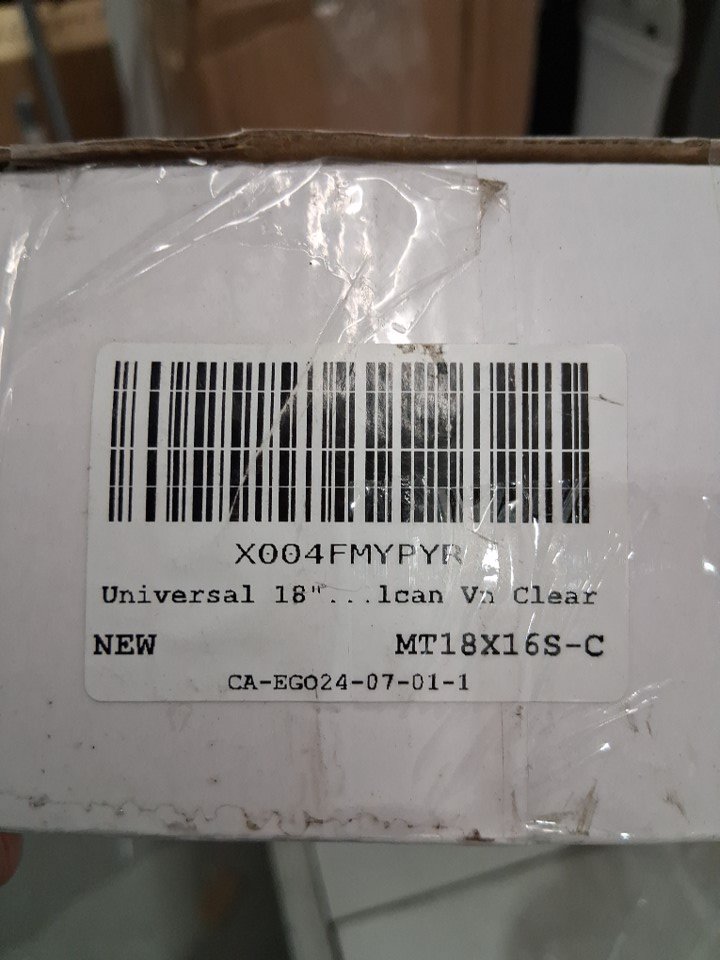 X004FMYPYR
Universal 18"...lcan Vn Clear
NEW MT18X16S-C
CA-EGO24-07-01-1